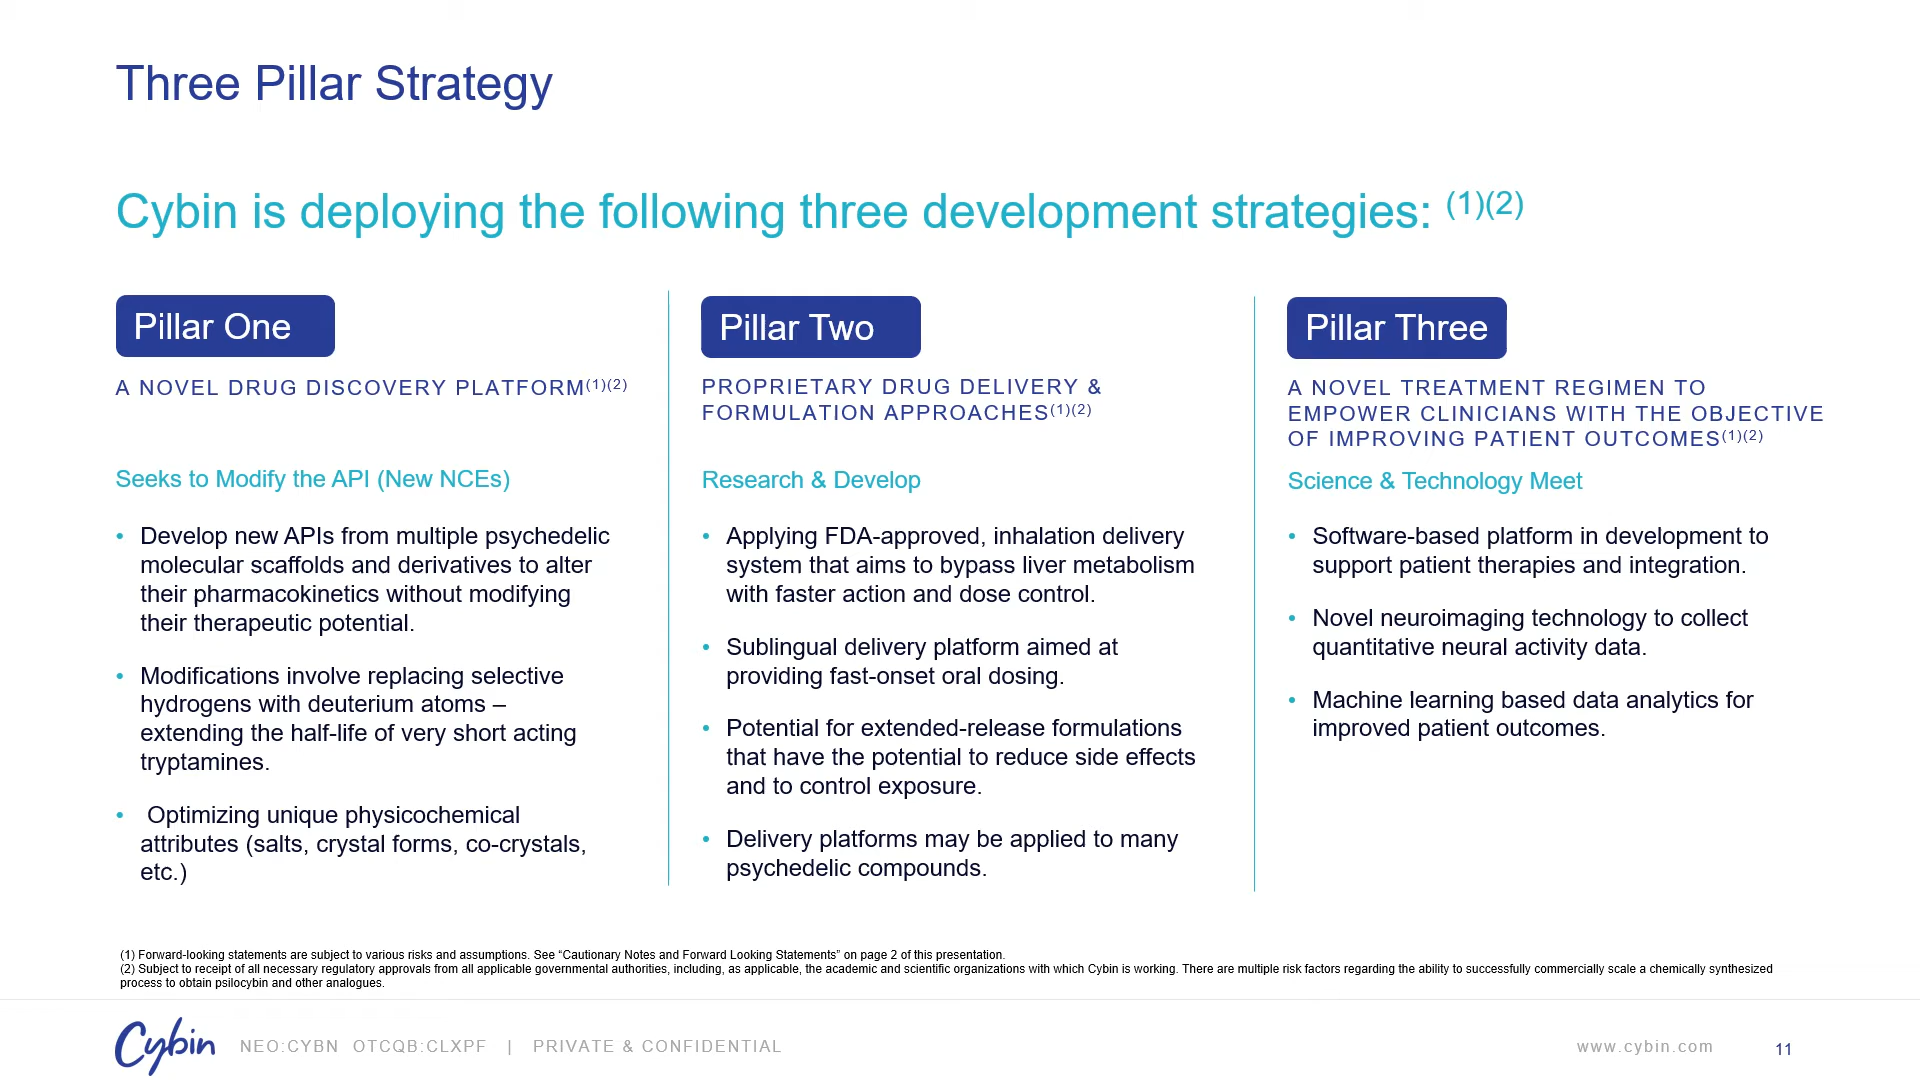 Three Pillar Strategy
Cybin is deploying the following three development strategies: (1)(2)
Pillar One
A NOVEL DRUG DISCOVERY PLATFORM(1)(2)
Seeks to Modify the API (New NCEs)
• Develop new APIs from multiple psychedelic
molecular scaffolds and derivatives to alter
their pharmacokinetics without modifying
their therapeutic potential.
• Modifications involve replacing selective
hydrogens with deuterium atoms –
extending the half-life of very short acting
tryptamines.
• Optimizing unique physicochemical
attributes (salts, crystal forms, co-crystals,
etc.)
Pillar Two
PROPRIETARY DRUG DELIVERY &
FORMULATION APPROACHES(1)(2)
Research & Develop
• Applying FDA-approved, inhalation delivery
system that aims to bypass liver metabolism
with faster action and dose control.
• Sublingual delivery platform aimed at
providing fast-onset oral dosing.
• Potential for extended-release formulations
that have the potential to reduce side effects
and to control exposure.
• Delivery platforms may be applied to many
psychedelic compounds.
Pillar Three
A NOVEL TREATMENT REGIMEN TO
EMPOWER CLINICIANS WITH THE OBJECTIVE
OF IMPROVING PATIENT OUTCOMES(1)(2)
Science & Technology Meet
• Software-based platform in development to
support patient therapies and integration.
• Novel neuroimaging technology to collect
quantitative neural activity data.
• Machine learning based data analytics for
improved patient outcomes.
(1) Forward-looking statements are subject to various risks and assumptions. See “Cautionary Notes and Forward Looking Statements” on page 2 of this presentation.
(2) Subject to receipt of all necessary regulatory approvals from all applicable governmental authorities, including, as applicable, the academic and scientific organizations with which Cybin is working. There are multiple risk factors regarding the ability to successfully commercially scale a chemically synthesized
process to obtain psilocybin and other analogues.
Cybin NEO:CYBN OTCQB:CLXPF | PRIVATE & CONFIDENTIAL www.cybin.com 11